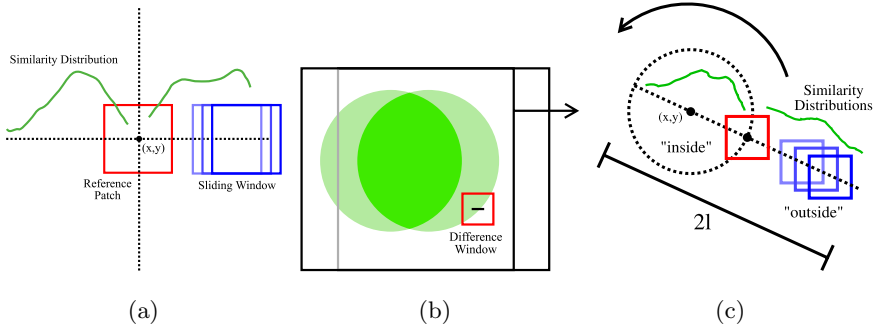 Similarity Distribution
(x,y)
Reference
Patch
Sliding Window
(a)
Difference
Window
(b)
Similarity
Distributions
(x,y)
"inside"
"outside"
2l
(c)